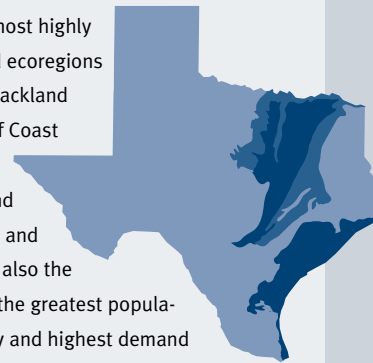 most highly
ecoregions
ackland
f Coast
nd
and
also the
the greatest popula-
y and highest demand